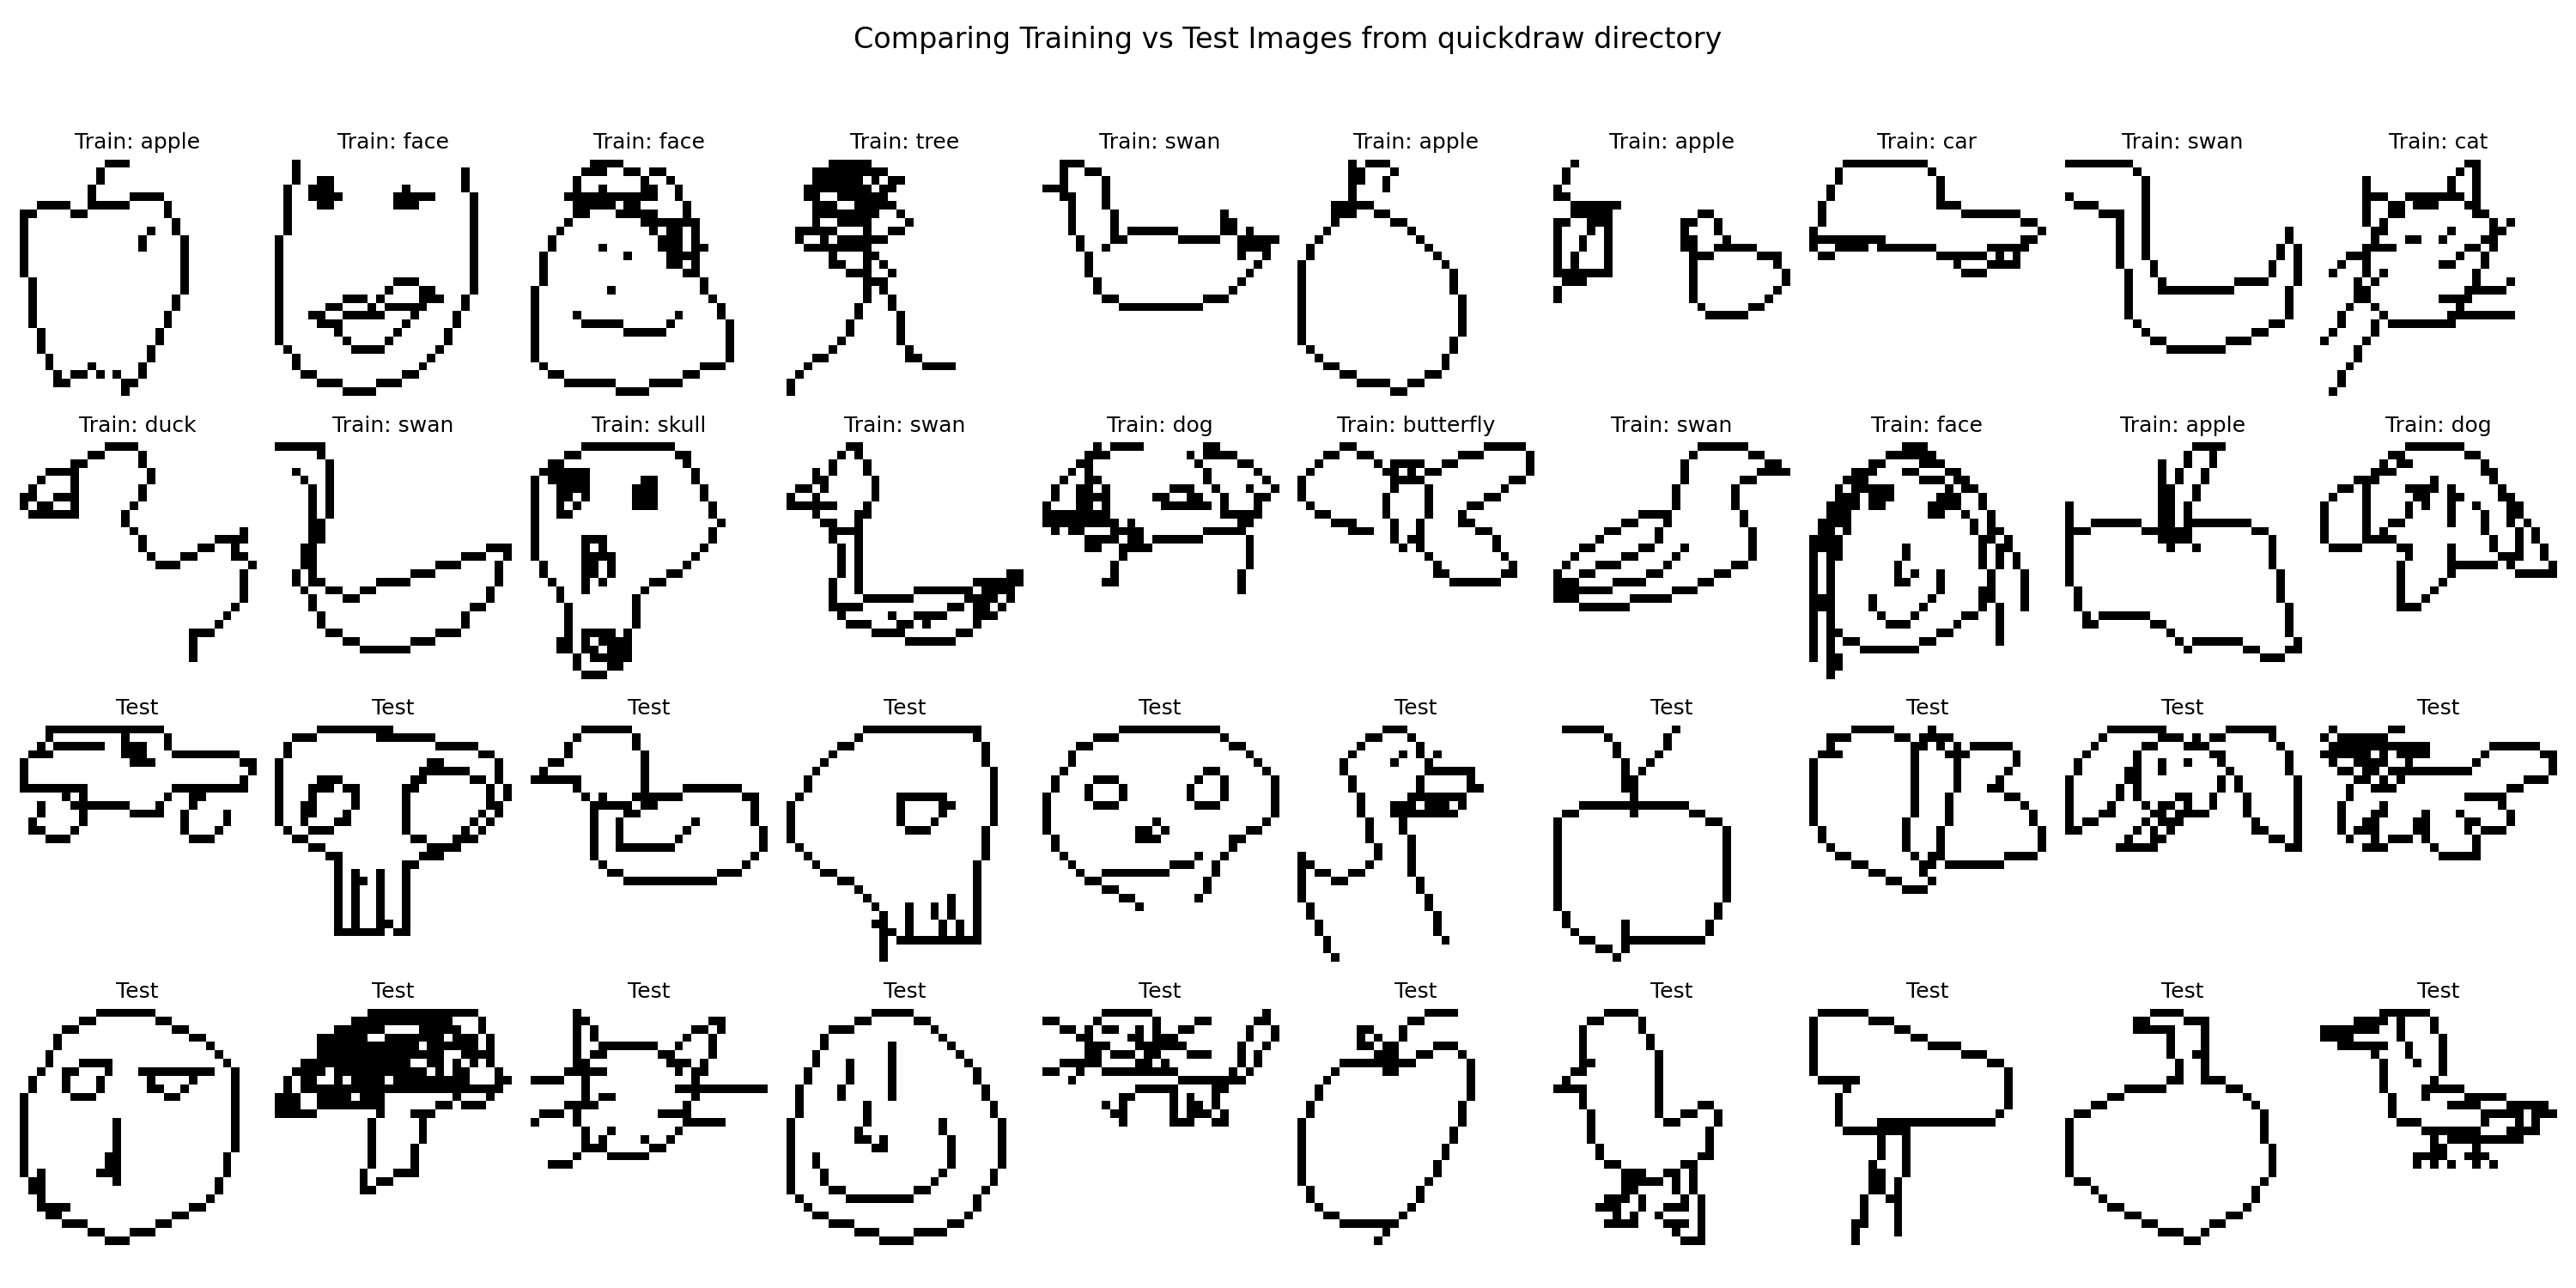 Comparing Training vs Test Images from quickdraw directory
Train: apple Train: face Train: face Train: tree Train: swan Train: apple Train: apple Train: car Train: swan Train: cat
Train: duck Train: swan Train: skull Train: swan Train: dog Train: butterfly Train: swan Train: face Train: apple Train: dog
Test Test Test Test Test Test Test Test Test Test
Test Test Test Test Test Test Test Test Test Test